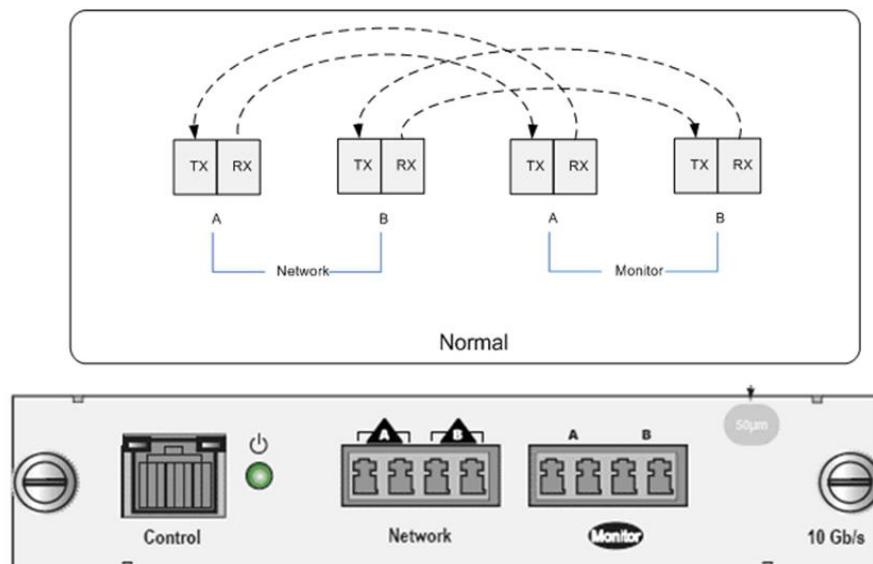 TX RX TX RX TX RX TX RX
A B A B
Network Monitor
Normal
50μm
A B A B
Control Network Monitor 10 Gb/s